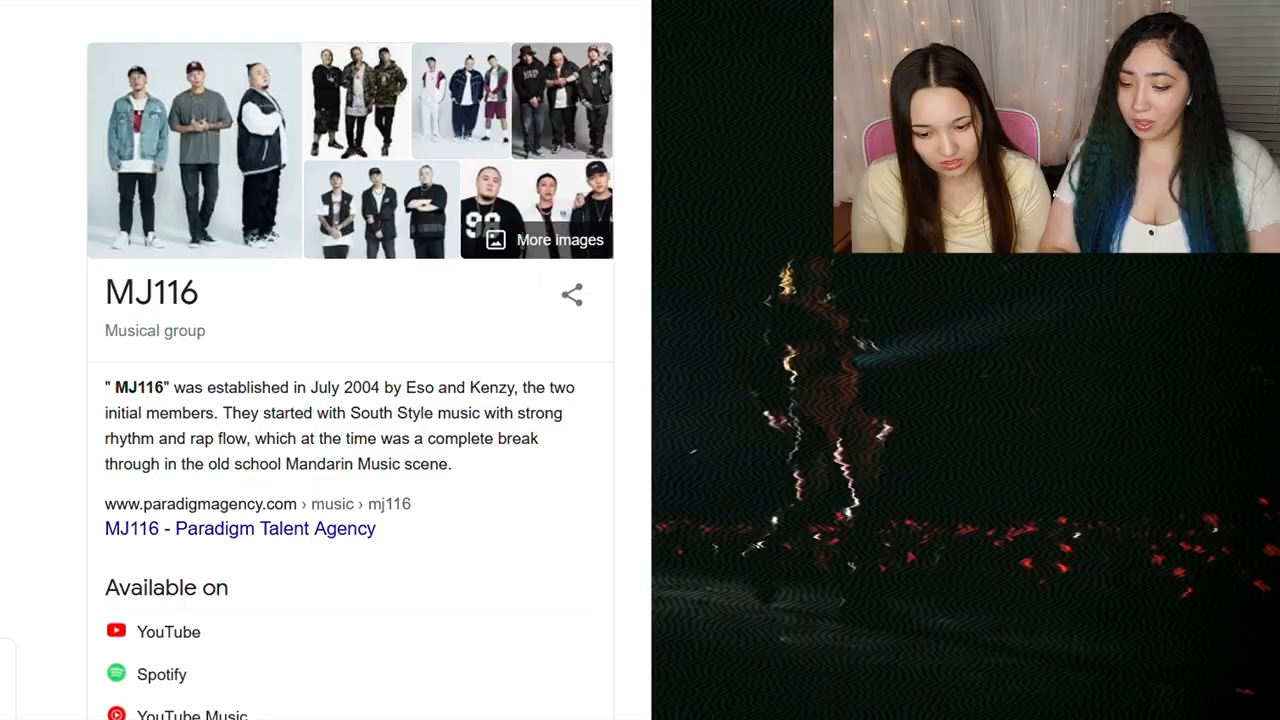 More images
MJ116
Musical group
" MJ116" was established in July 2004 by Eso and Kenzy, the two
initial members. They started with South Style music with strong
rhythm and rap flow, which at the time was a complete break
through in the old school Mandarin Music scene.
www.paradigmagency.com › music › mj116
MJ116 - Paradigm Talent Agency
Available on
YouTube
Spotify
YouTube Music